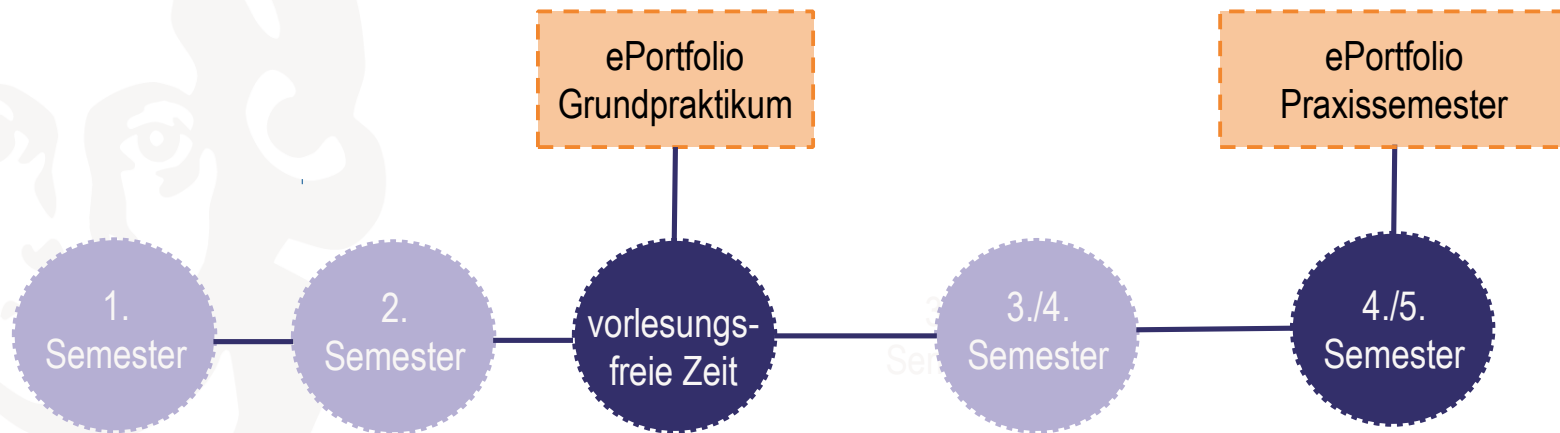 ePortfolio
Grundpraktikum
ePortfolio
Praxissemester
1.
Semester
2.
Semester
vorlesungs-
freie Zeit
3./4.
Semester
4./5.
Semester